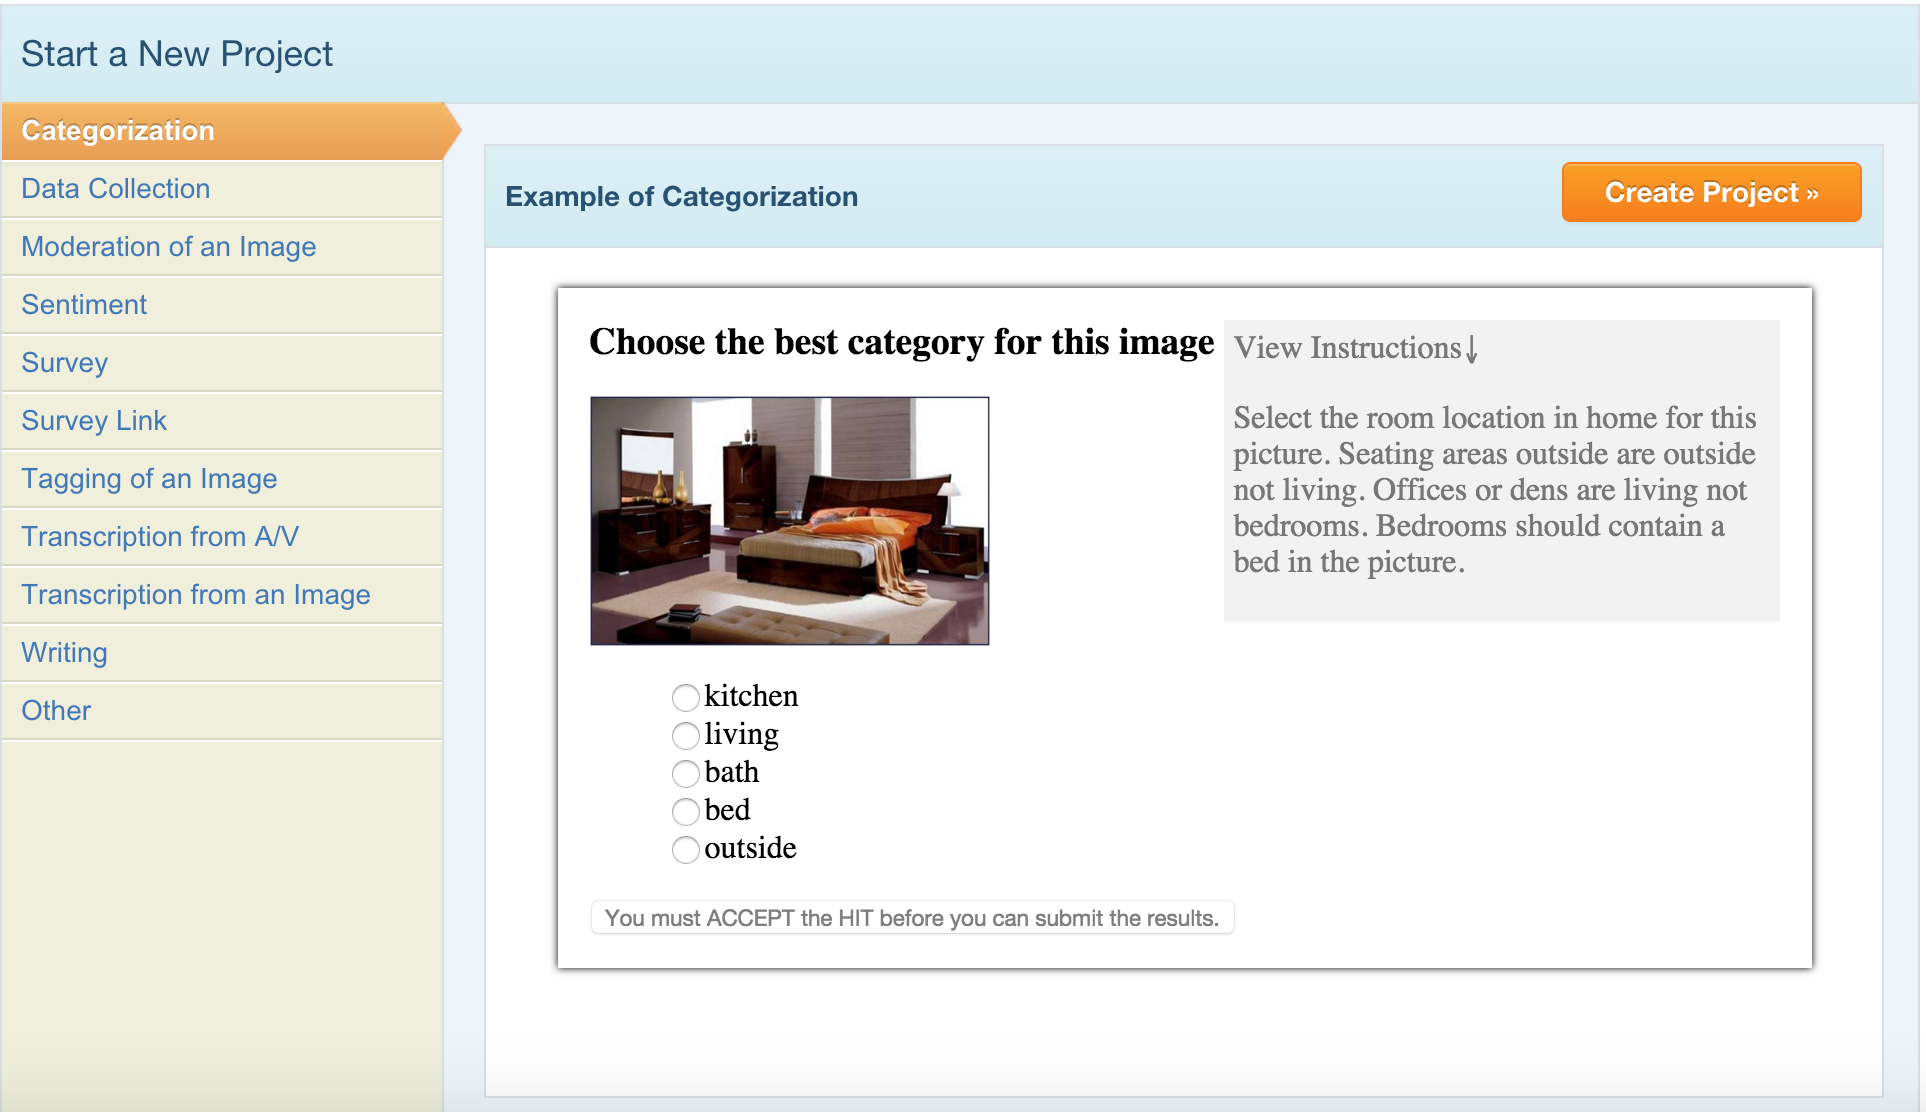 Start a New Project
Categorization
Data Collection
Moderation of an Image
Sentiment
Survey
Survey Link
Tagging of an Image
Transcription from A/V
Transcription from an Image
Writing
Other
Example of Categorization
Create Project »
Choose the best category for this image
View Instructions↓
Select the room location in home for this
picture. Seating areas outside are outside
not living. Offices or dens are living not
bedrooms. Bedrooms should contain a
bed in the picture.
kitchen
living
bath
bed
outside
You must ACCEPT the HIT before you can submit the results.